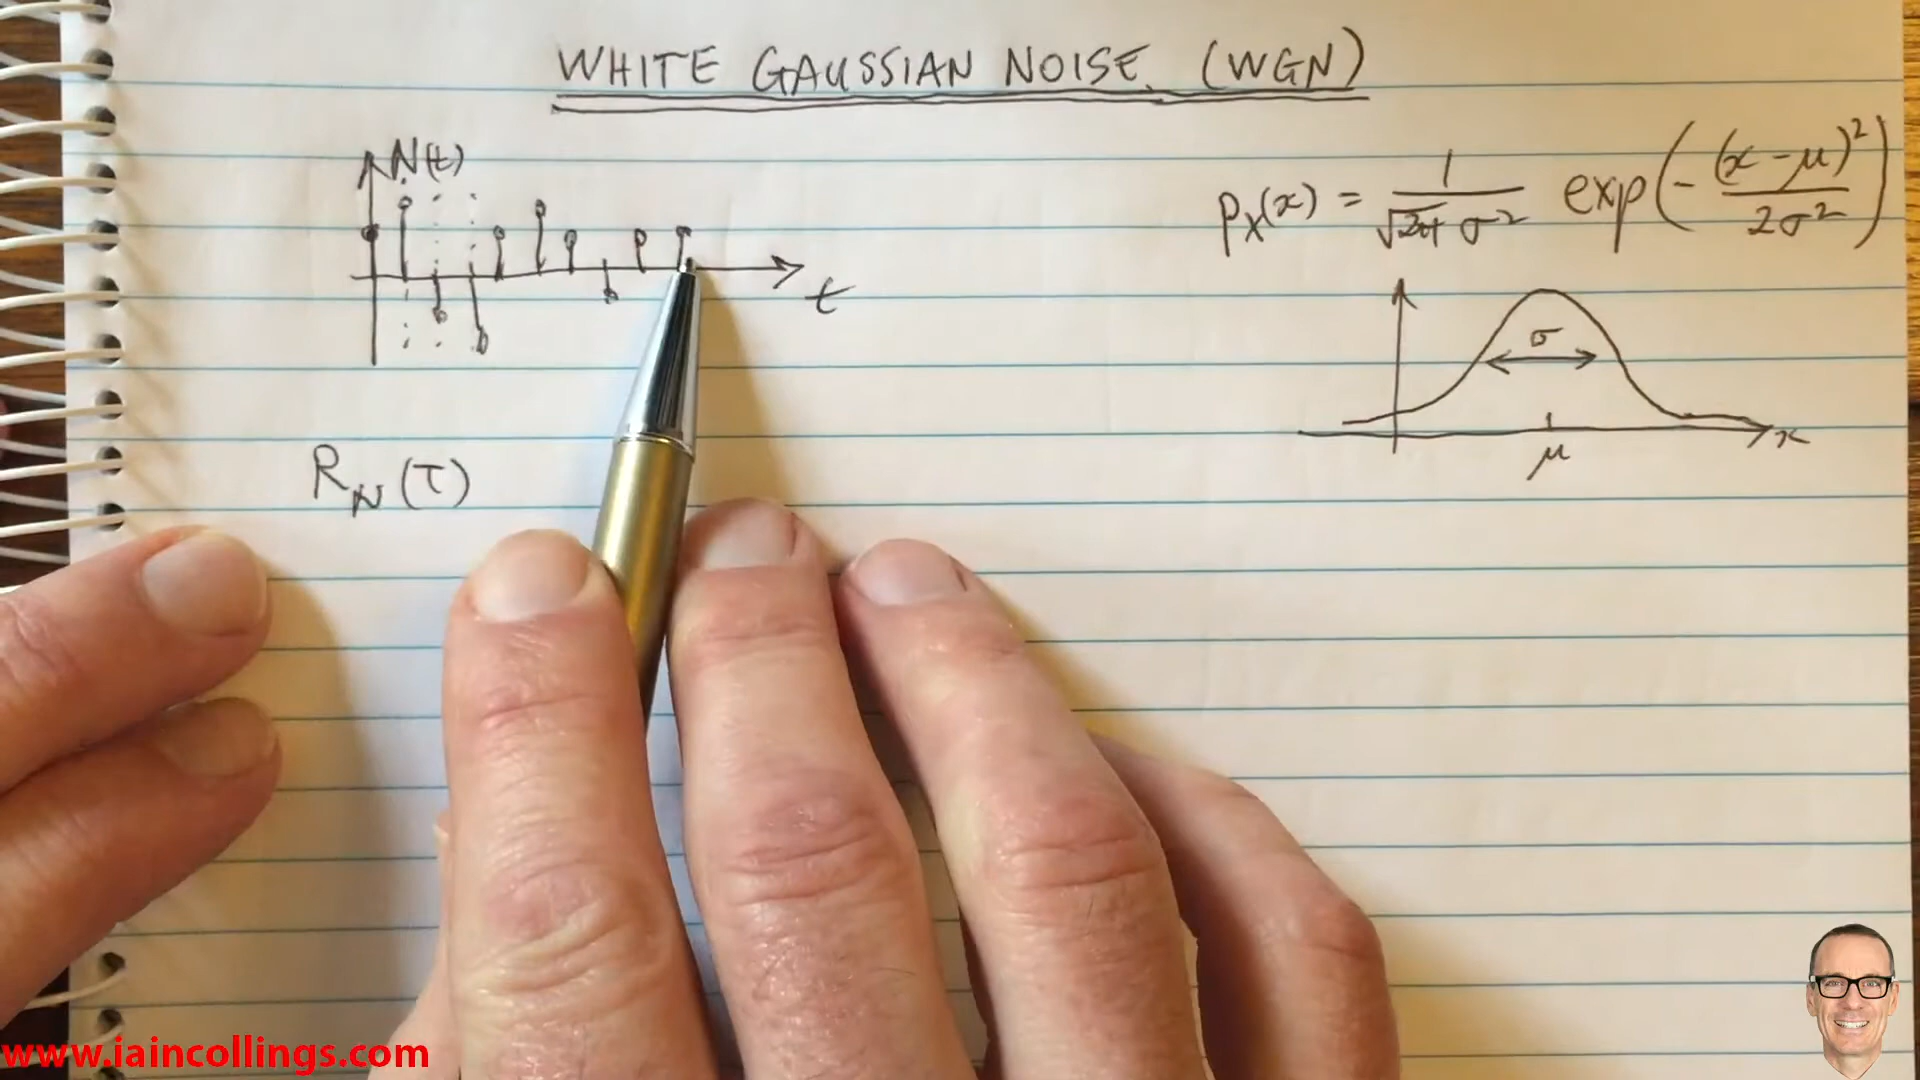 WHITE GAUSSIAN NOISE (WGN)
N(t)
t
p_X(x) = 1/(√2π σ²) exp(-(x-μ)²/2σ²)
σ
μ
x
R_N(τ)
www.iaincollings.com